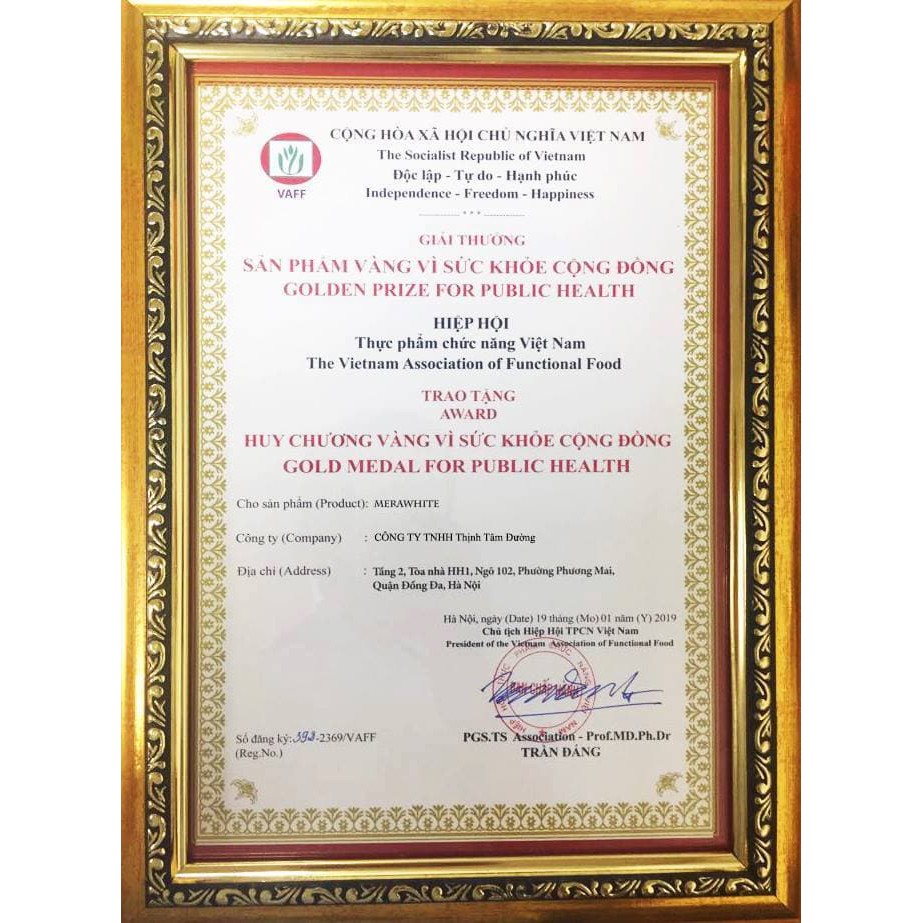 CỘNG HÒA XÃ HỘI CHỦ NGHĨA VIỆT NAM
The Socialist Republic of Vietnam
Độc lập - Tự do - Hạnh phúc
Independence - Freedom - Happiness
VAFF
GIẢI THƯỞNG
SẢN PHẨM VÀNG VÌ SỨC KHỎE CỘNG ĐỒNG
GOLDEN PRIZE FOR PUBLIC HEALTH
HIỆP HỘI
Thực phẩm chức năng Việt Nam
The Vietnam Association of Functional Food
TRAO TẶNG
AWARD
HUY CHƯƠNG VÀNG VÌ SỨC KHỎE CỘNG ĐỒNG
GOLD MEDAL FOR PUBLIC HEALTH
Cho sản phẩm (Product): MERAWHITE
Công ty (Company) : CÔNG TY TNHH Thịnh Tâm Đường
Địa chỉ (Address) : Tầng 2, Tòa nhà HH1, Ngõ 102, Phường Phương Mai,
Quận Đống Đa, Hà Nội
Hà Nội, ngày (Date) 19 tháng (Mo) 01 năm (Y) 2019
Chủ tịch Hiệp Hội TPCN Việt Nam
President of the Vietnam Association of Functional Food
BAN CHẤP HÀNH
Số đăng ký: 392-2369/VAFF
(Reg.No.)
PGS.TS Association - Prof.MD.Ph.Dr
TRẦN ĐÁNG